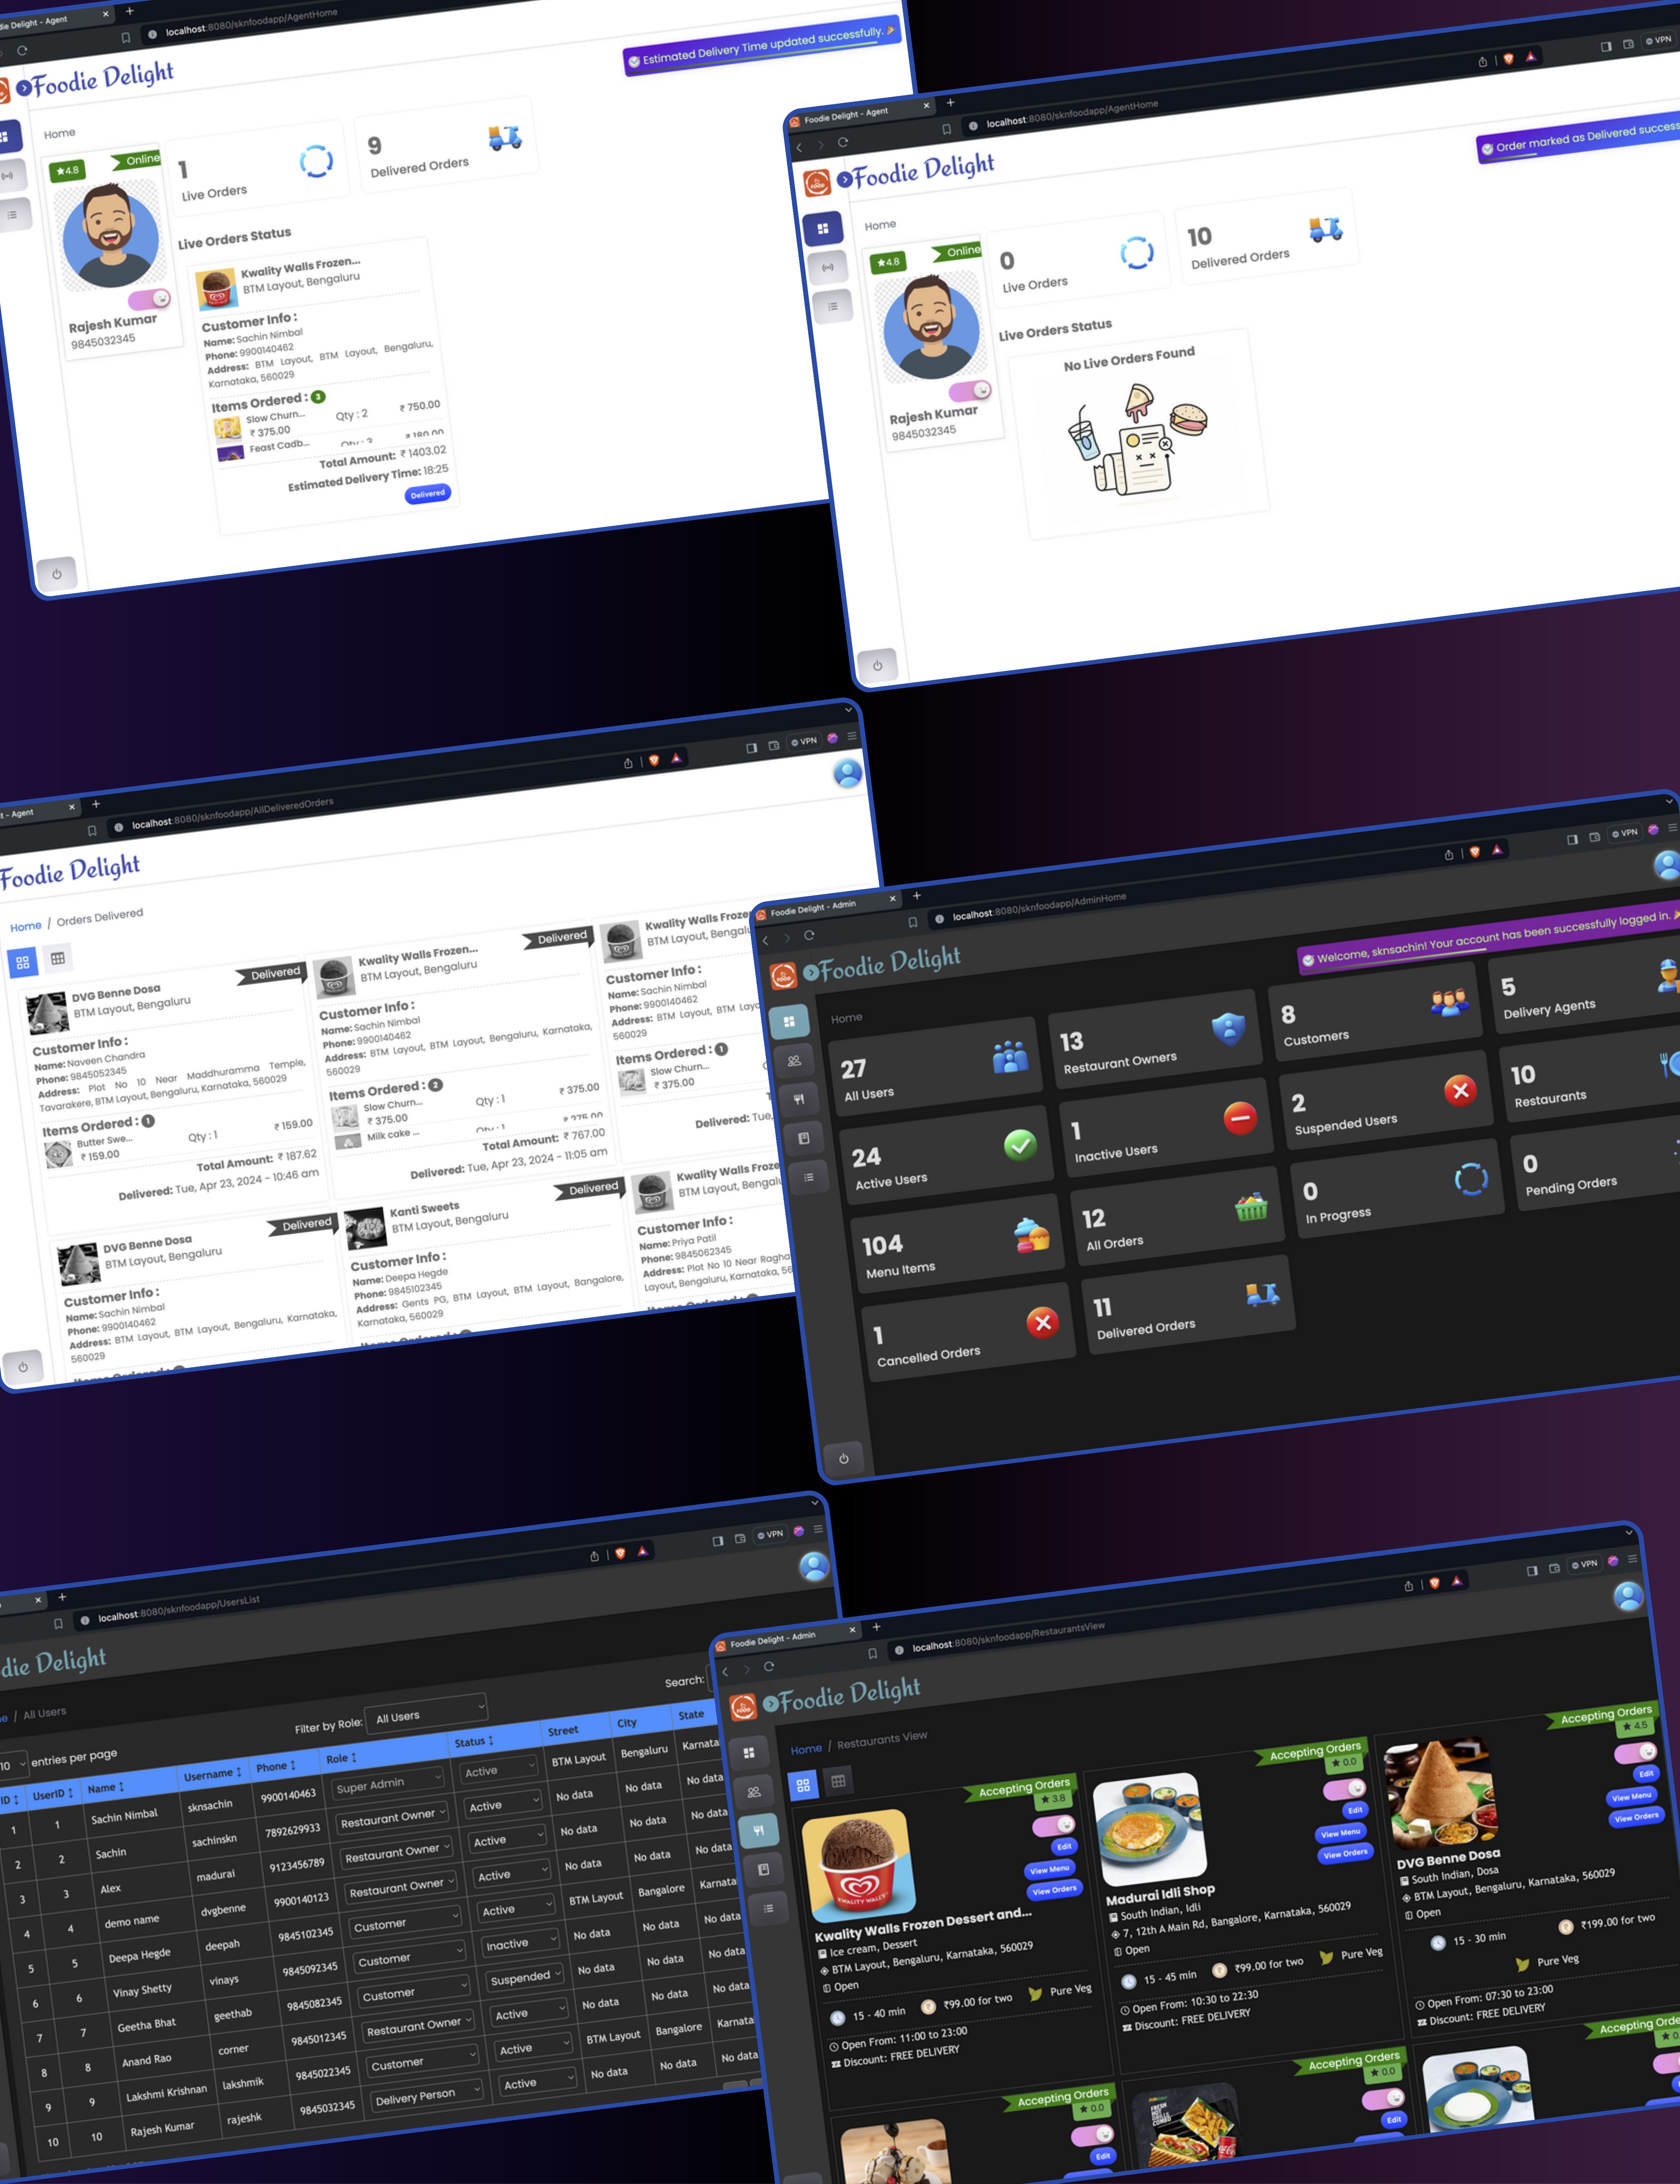 die Delight - Agent
localhost:8080/sknfoodapp/AgentHome
Foodie Delight
Estimated Delivery Time updated successfully.
Home
★4.8
Online
Rajesh Kumar
9845032345
1
Live Orders
9
Delivered Orders
Live Orders Status
Kwality Walls Frozen...
BTM Layout, Bengaluru
Customer Info :
Name: Sachin Nimbal
Phone: 9900140462
Address: BTM Layout, BTM Layout, Bengaluru,
Karnataka, 560029
Items Ordered : 3
Slow Churn...
₹ 375.00
Qty : 2
₹ 750.00
Feast Cadb...
Qty : 3
₹ 180.00
Total Amount: ₹ 1403.02
Estimated Delivery Time: 18:25
Delivered
Foodie Delight - Agent
localhost:8080/sknfoodapp/AgentHome
VPN
Foodie Delight
Order marked as Delivered success
Home
★4.8
Online
Rajesh Kumar
9845032345
0
Live Orders
10
Delivered Orders
Live Orders Status
No Live Orders Found
t - Agent
localhost:8080/sknfoodapp/AllDeliveredOrders
VPN
Foodie Delight
Home / Orders Delivered
DVG Benne Dosa
BTM Layout, Bengaluru
Delivered
Customer Info :
Name: Naveen Chandra
Phone: 9845052345
Address: Plot No 10 Near Maddhuramma Temple,
Tavarakere, BTM Layout, Bengaluru, Karnataka, 560029
Items Ordered : 1
Butter Swe...
₹ 159.00
Qty : 1
₹ 159.00
Total Amount: ₹ 187.62
Delivered: Tue, Apr 23, 2024 - 10:46 am
Kwality Walls Frozen...
BTM Layout, Bengaluru
Delivered
Customer Info :
Name: Sachin Nimbal
Phone: 9900140462
Address: BTM Layout, BTM Layout, Bengaluru, Karnataka,
560029
Items Ordered : 2
Slow Churn...
₹ 375.00
Qty : 1
₹ 375.00
Milk cake ...
Qty : 1
₹ 275.00
Total Amount: ₹ 767.00
Delivered: Tue, Apr 23, 2024 - 11:05 am
Kwality Walls Froze
BTM Layout, Bengalu
Customer Info :
Name: Sachin Nimbal
Phone: 9900140462
Address: BTM Layout, BTM Layo
560029
Items Ordered : 1
Slow Churn...
₹ 375.00
Delivered: Tue,
DVG Benne Dosa
BTM Layout, Bengaluru
Delivered
Customer Info :
Name: Sachin Nimbal
Phone: 9900140462
Address: BTM Layout, BTM Layout, Bengaluru, Karnataka,
560029
Items Ordered :
Kanti Sweets
BTM Layout, Bengaluru
Delivered
Customer Info :
Name: Deepa Hegde
Phone: 9845102345
Address: Gents PG, BTM Layout, BTM Layout, Bangalore,
Karnataka, 560029
Items Ordered :
Kwality Walls Froze
BTM Layout, Bengal
Customer Info :
Name: Priya Patil
Phone: 9845062345
Address: Plot No 10 Near Ragha
Layout, Bengaluru, Karnataka, 56
Items Ordered :
Foodie Delight - Admin
localhost:8080/sknfoodapp/AdminHome
VPN
Foodie Delight
Welcome, sknsachin! Your account has been successfully logged in.
Home
27
All Users
13
Restaurant Owners
8
Customers
5
Delivery Agents
24
Active Users
1
Inactive Users
2
Suspended Users
10
Restaurants
104
Menu Items
12
All Orders
0
In Progress
0
Pending Orders
1
Cancelled Orders
11
Delivered Orders
localhost:8080/sknfoodapp/UsersList
VPN
die Delight
e / All Users
10 entries per page
Filter by Role: All Users
Search:
ID UserID Name Username Phone Role Status Street City State
1 1 Sachin Nimbal sknsachin 9900140463 Super Admin Active BTM Layout Bengaluru Karnata
2 2 Sachin sachinskn 7892629933 Restaurant Owner Active No data No data No data
3 3 Alex madurai 9123456789 Restaurant Owner Active No data No data No data
4 4 demo name dvgbenne 9900140123 Restaurant Owner Active No data No data No data
5 5 Deepa Hegde deepah 9845102345 Customer Active BTM Layout Bangalore Karnata
6 6 Vinay Shetty vinays 9845092345 Customer Inactive No data No data No data
7 7 Geetha Bhat geethab 9845082345 Customer Suspended No data No data No data
8 8 Anand Rao corner 9845012345 Restaurant Owner Active No data No data No data
9 9 Lakshmi Krishnan lakshmik 9845022345 Customer Active BTM Layout Bangalore Karnata
10 10 Rajesh Kumar rajeshk 9845032345 Delivery Person Active No data No data No data
Foodie Delight - Admin
localhost:8080/sknfoodapp/RestaurantsView
VPN
Foodie Delight
Home / Restaurants View
Accepting Orders
★ 3.8
Edit
View Menu
View Orders
KWALITY WALL'S
Kwality Walls Frozen Dessert and...
Ice cream, Dessert
BTM Layout, Bengaluru, Karnataka, 560029
Open
15 - 40 min
₹99.00 for two
Pure Veg
Open From: 11:00 to 23:00
Discount: FREE DELIVERY
Accepting Orders
★ 0.0
Edit
View Menu
View Orders
Madurai Idli Shop
South Indian, Idli
7, 12th A Main Rd, Bangalore, Karnataka, 560029
Open
15 - 45 min
₹99.00 for two
Pure Veg
Open From: 10:30 to 22:30
Discount: FREE DELIVERY
Accepting Orders
★ 4.5
Edit
View Menu
View Orders
DVG Benne Dosa
South Indian, Dosa
BTM Layout, Bengaluru, Karnataka, 560029
Open
15 - 30 min
₹199.00 for two
Pure Veg
Open From: 07:30 to 23:00
Discount: FREE DELIVERY
Accepting Orders
★ 0.0
Edit
Accepting Orders
★ 0.0
Edit
Accepting Orde